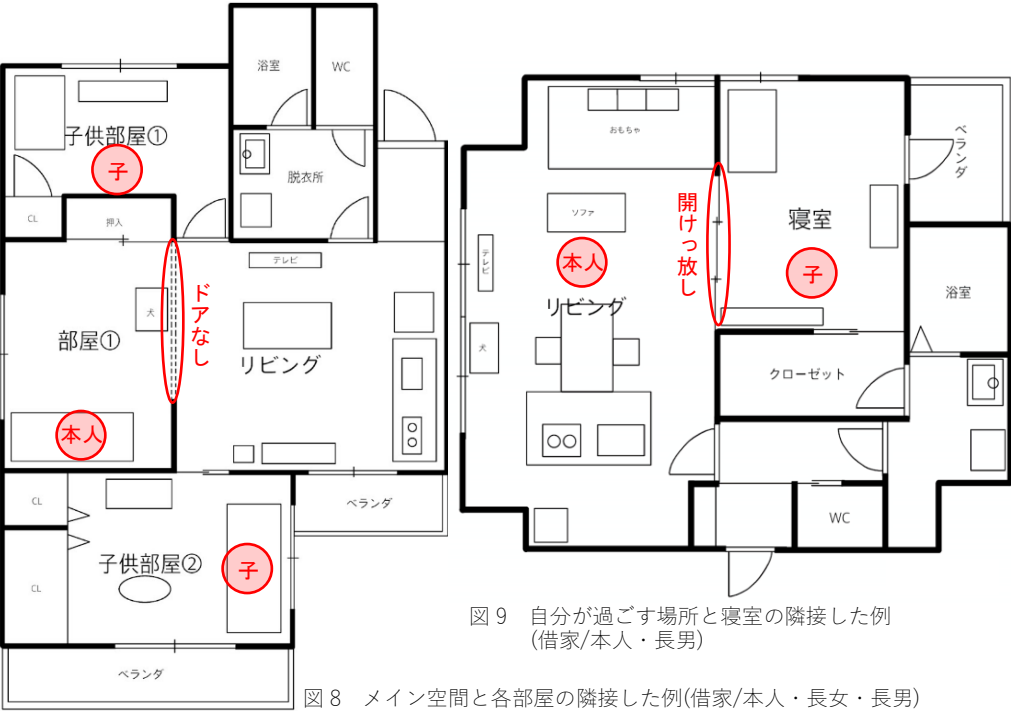 浴室
WC
子供部屋①
子
脱衣所
CL
押入
テレビ
犬
ドアなし
部屋①
リビング
本人
ベランダ
CL
子供部屋②
子
CL
ベランダ
図8 メイン空間と各部屋の隣接した例(借家/本人・長女・長男)
おもちゃ
ベランダ
開けっ放し
寝室
ソファ
本人
子
テレビ
リビング
浴室
犬
クローゼット
WC
図9 自分が過ごす場所と寝室の隣接した例
(借家/本人・長男)